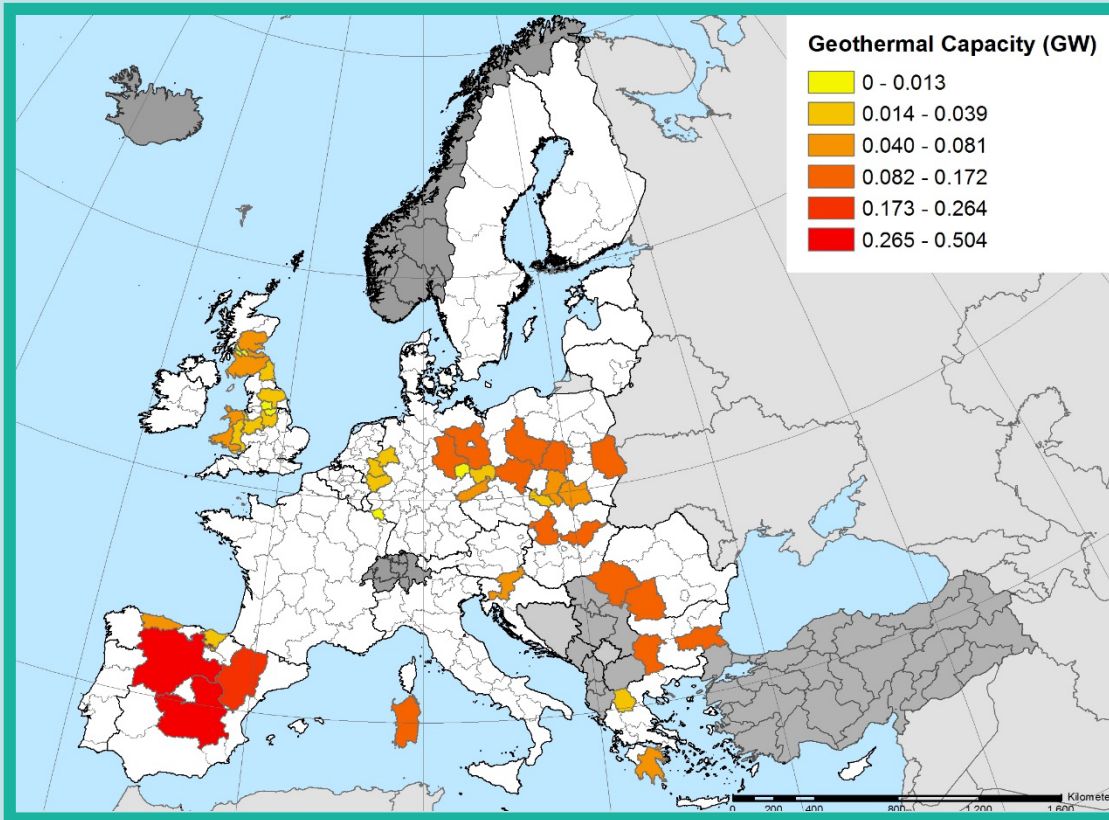 Geothermal Capacity (GW)
0 - 0.013
0.014 - 0.039
0.040 - 0.081
0.082 - 0.172
0.173 - 0.264
0.265 - 0.504
Kilomete
0 200 400 800 1,200 1,600